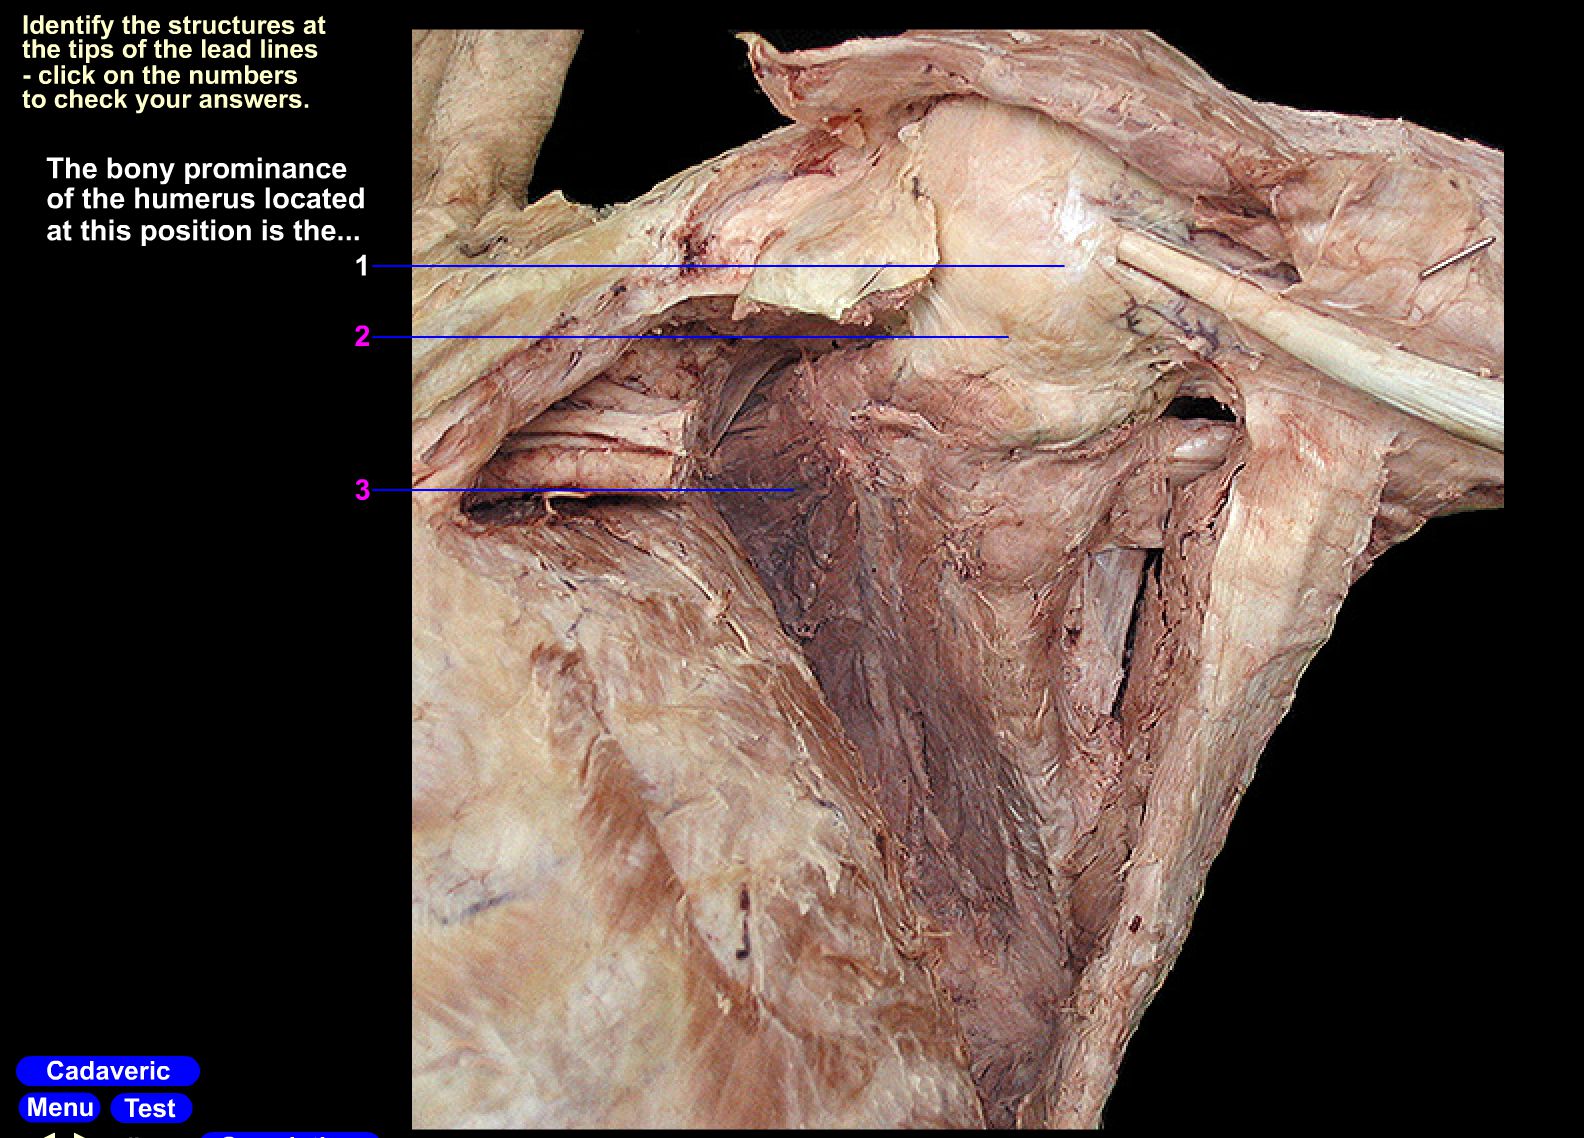 Identify the structures at
the tips of the lead lines
- click on the numbers
to check your answers.
The bony prominance
of the humerus located
at this position is the...
1
2
3
Cadaveric
Menu Test